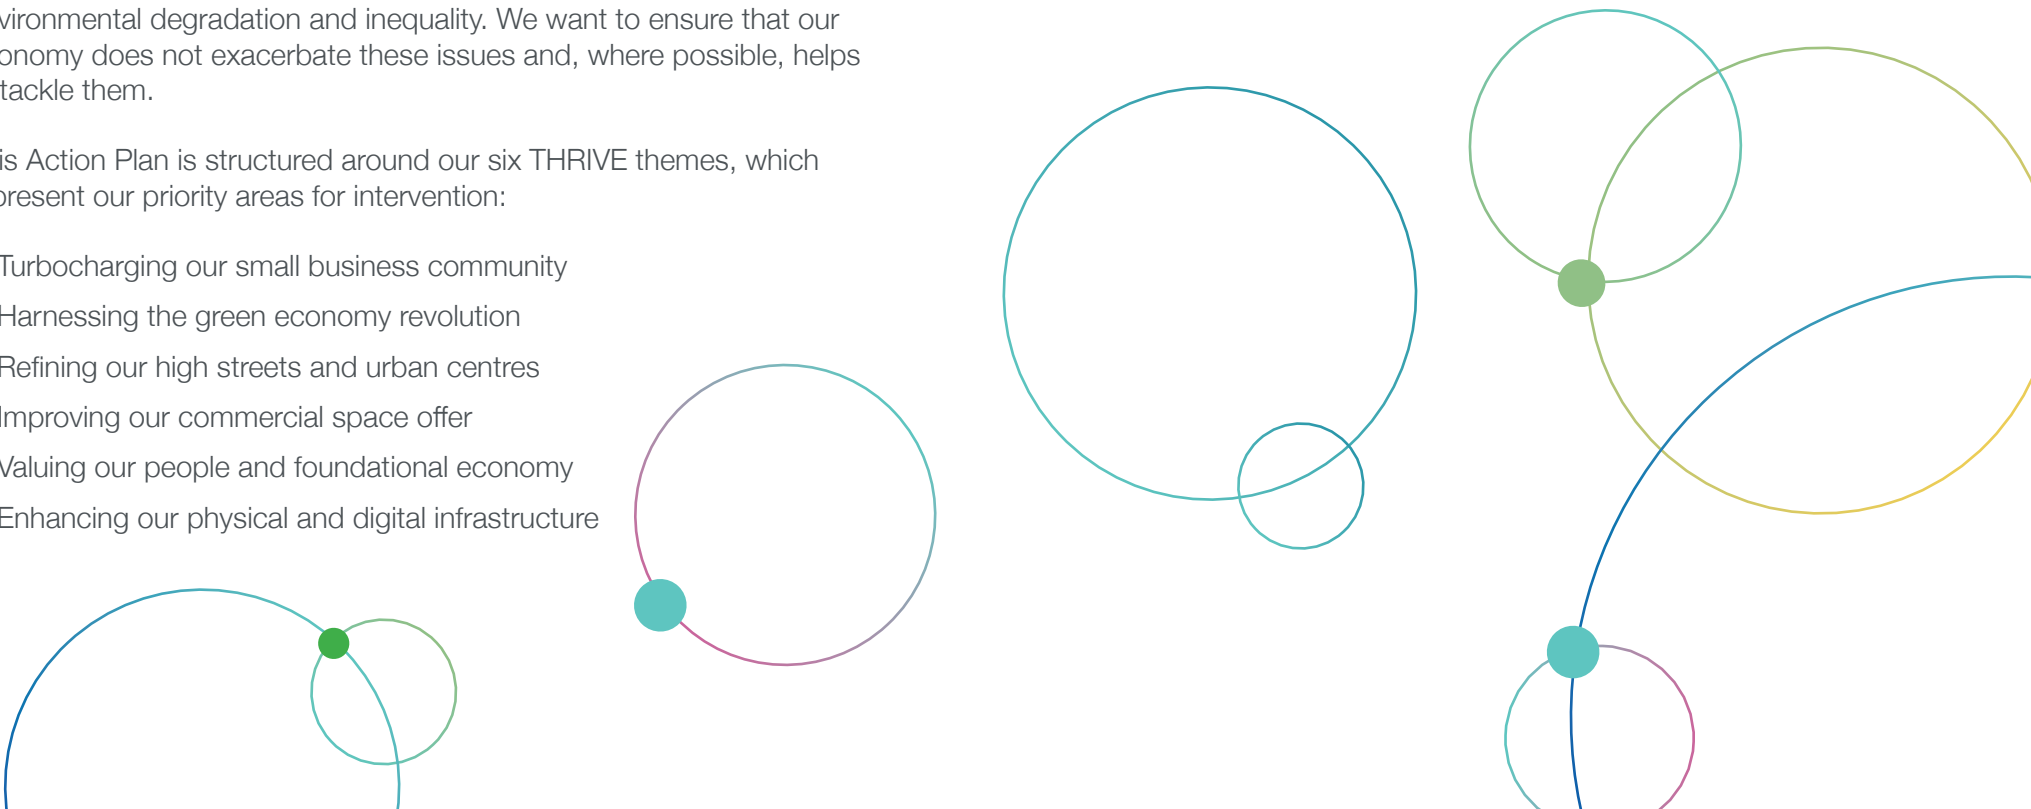 vironmental degradation and inequality. We want to ensure that our
onomy does not exacerbate these issues and, where possible, helps
tackle them.
is Action Plan is structured around our six THRIVE themes, which
present our priority areas for intervention:
Turbocharging our small business community
Harnessing the green economy revolution
Refining our high streets and urban centres
Improving our commercial space offer
Valuing our people and foundational economy
Enhancing our physical and digital infrastructure